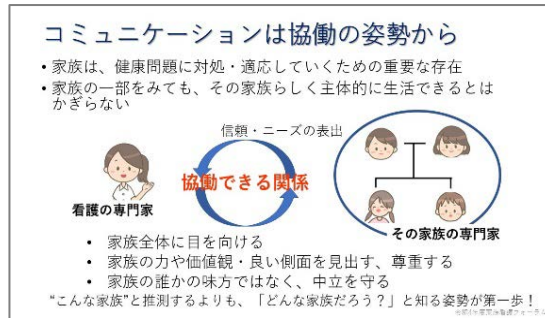 コミュニケーションは協働の姿勢から
• 家族は、健康問題に対処・適応していくための重要な存在
• 家族の一部をみても、その家族らしく主体的に生活できるとは
かぎらない
信頼・ニーズの表出
協働できる関係
看護の専門家
その家族の専門家
• 家族全体に目を向ける
• 家族の力や価値観・良い側面を見出す、尊重する
• 家族の誰かの味方ではなく、中立を守る
“こんな家族”と推測するよりも、「どんな家族だろう？」と知る姿勢が第一歩！